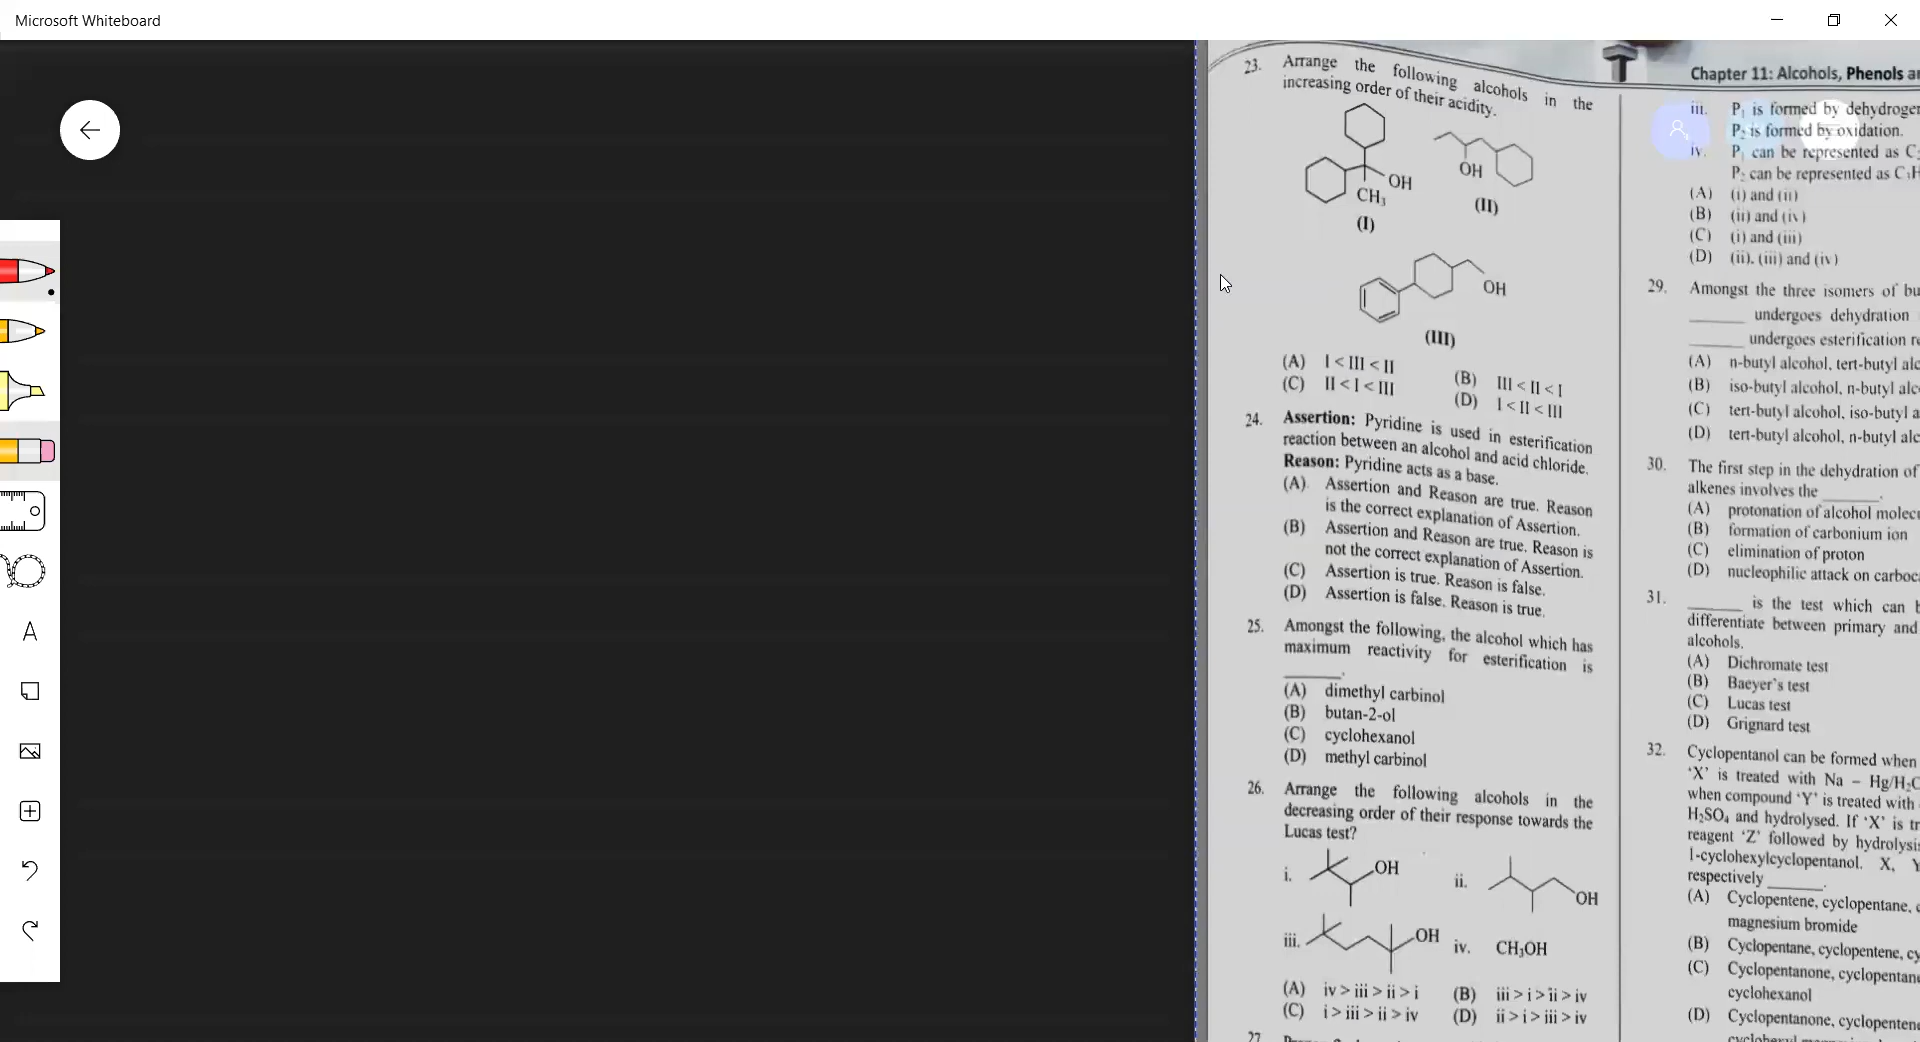 Microsoft Whiteboard
Chapter 11: Alcohols, Phenols
23. Arrange the following alcohols in the
increasing order of their acidity.
OH
CH3
(I)
OH
(II)
OH
(III)
(A) I < III < II
(B) III < II < I
(C) II < I < III
(D) I < II < III
24. Assertion: Pyridine is used in esterification
reaction between an alcohol and acid chloride.
Reason: Pyridine acts as a base.
(A) Assertion and Reason are true. Reason
is the correct explanation of Assertion.
(B) Assertion and Reason are true. Reason is
not the correct explanation of Assertion.
(C) Assertion is true. Reason is false.
(D) Assertion is false. Reason is true.
25. Amongst the following, the alcohol which has
maximum reactivity for esterification is
______.
(A) dimethyl carbinol
(B) butan-2-ol
(C) cyclohexanol
(D) methyl carbinol
26. Arrange the following alcohols in the
decreasing order of their response towards the
Lucas test?
i. OH
ii. OH
iii. OH
iv. CH3OH
(A) iv > iii > ii > i
(B) iii > i > ii > iv
(C) i > iii > ii > iv
(D) ii > i > iii > iv
27.
iii. P1 is formed by
P2 is formed by oxidation.
iv. P1 can be represented as
P2 can be represented as
(A) (i) and (ii)
(B) (ii) and (iv)
(C) (i) and (iii)
(D) (ii), (iii) and (iv)
29. Amongst the three isomers of
______ undergoes dehydration
______ undergoes esterification
(A) n-butyl alcohol, tert-butyl
(B) iso-butyl alcohol, n-butyl
(C) tert-butyl alcohol, iso-butyl
(D) tert-butyl alcohol, n-butyl
30. The first step in the dehydration of
alkenes involves the ______.
(A) protonation of alcohol
(B) formation of carbonium ion
(C) elimination of proton
(D) nucleophilic attack on
31. ______ is the test which can
differentiate between primary and
alcohols.
(A) Dichromate test
(B) Baeyer's test
(C) Lucas test
(D) Grignard test
32. Cyclopentanol can be formed when
'X' is treated with Na – Hg/H2O
when compound 'Y' is treated with
H2SO4 and hydrolysed. If 'X' is
reagent 'Z' followed by
1-cyclohexylcyclopentanol. X, Y
respectively ______.
(A) Cyclopentene, cyclopentane,
magnesium bromide
(B) Cyclopentane, cyclopentene,
(C) Cyclopentanone,
cyclohexanol
(D) Cyclopentanone,